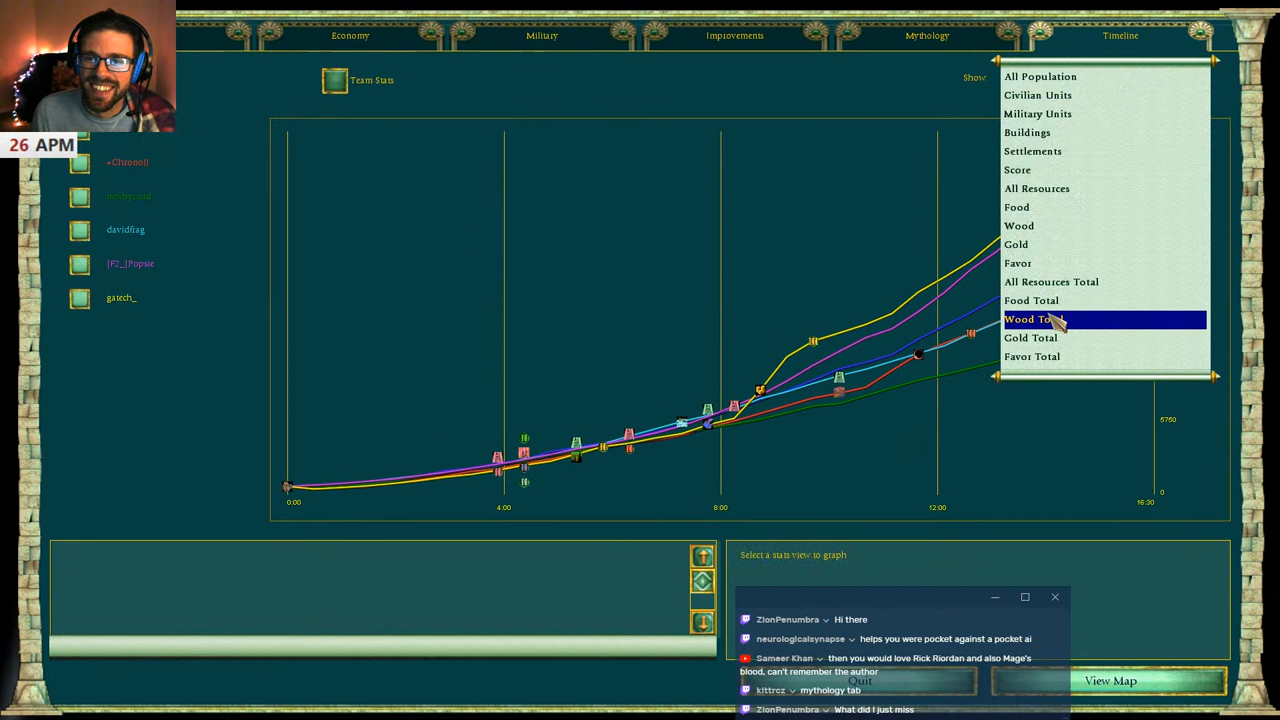 Economy
Military
Improvements
Mythology
Timeline
Team Stats
Show:
All Population
Civilian Units
Military Units
Buildings
Settlements
Score
All Resources
Food
Wood
Gold
Favor
All Resources Total
Food Total
Wood
Gold Total
Favor Total
26 APM
davidfiag
|F2_|Popsie
gatech_
5750
0
0:00
4:00
8:00
12:00
16:30
Select a stats view to graph
ZionPenumbra Hi there
neurologicalsynapse helps you were pocket against a pocket ai
Sameer Khan then you would love Rick Riordan and also Mage's
blood, can't remember the author
kittrcz mythology tab
ZionPenumbra What did I just miss
Quit
View Map